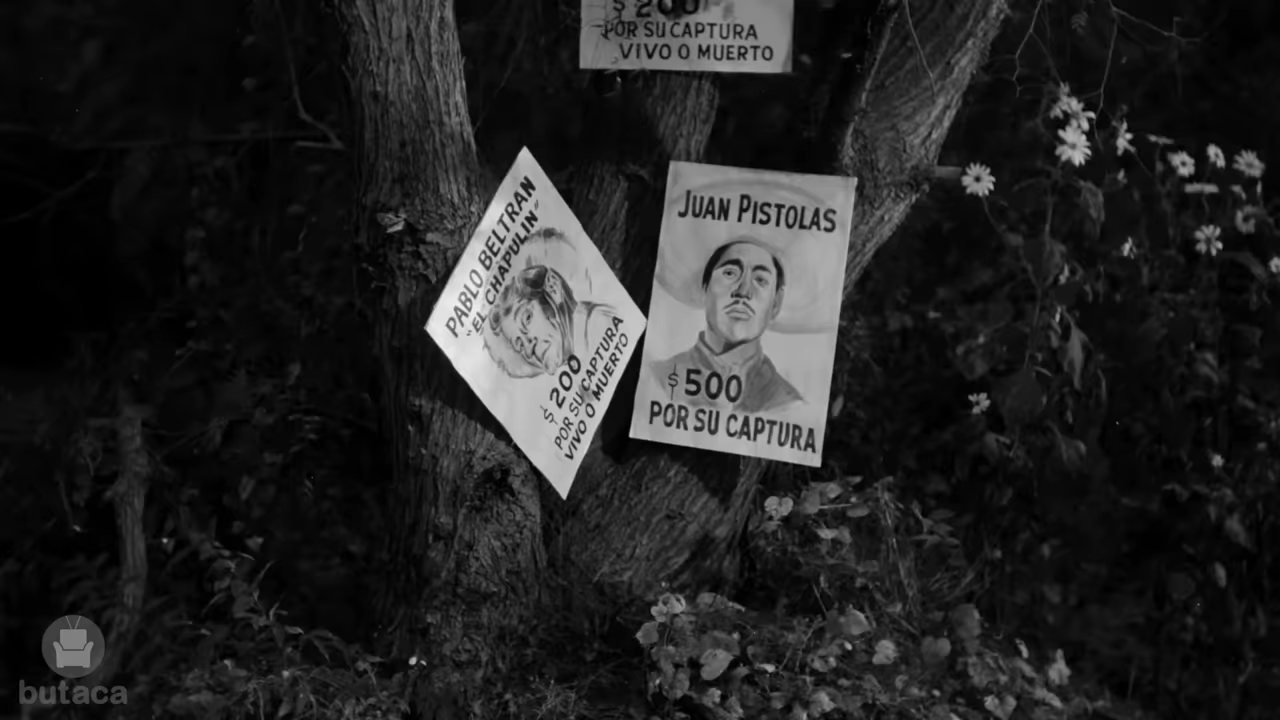 $ 200
POR SU CAPTURA
VIVO O MUERTO
PABLO BELTRAN
"EL CHAPULIN"
$ 200
POR SU CAPTURA
VIVO O MUERTO
JUAN PISTOLAS
$ 500
POR SU CAPTURA
butaca